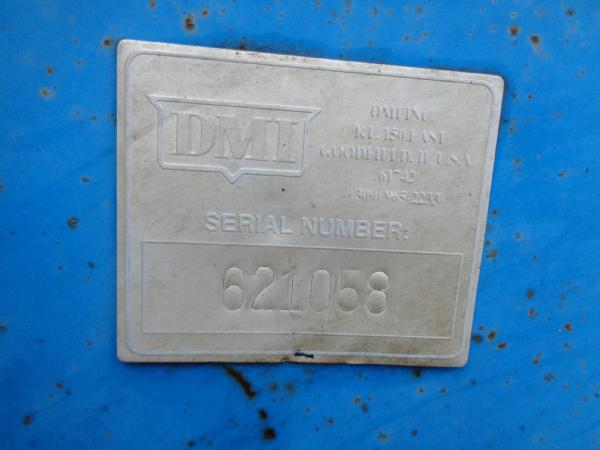 DMI
DMI INC.
RT. 150 EAST
GOODFIELD, IL U.S.A.
61742
(309) 965-2233
SERIAL NUMBER:
621058